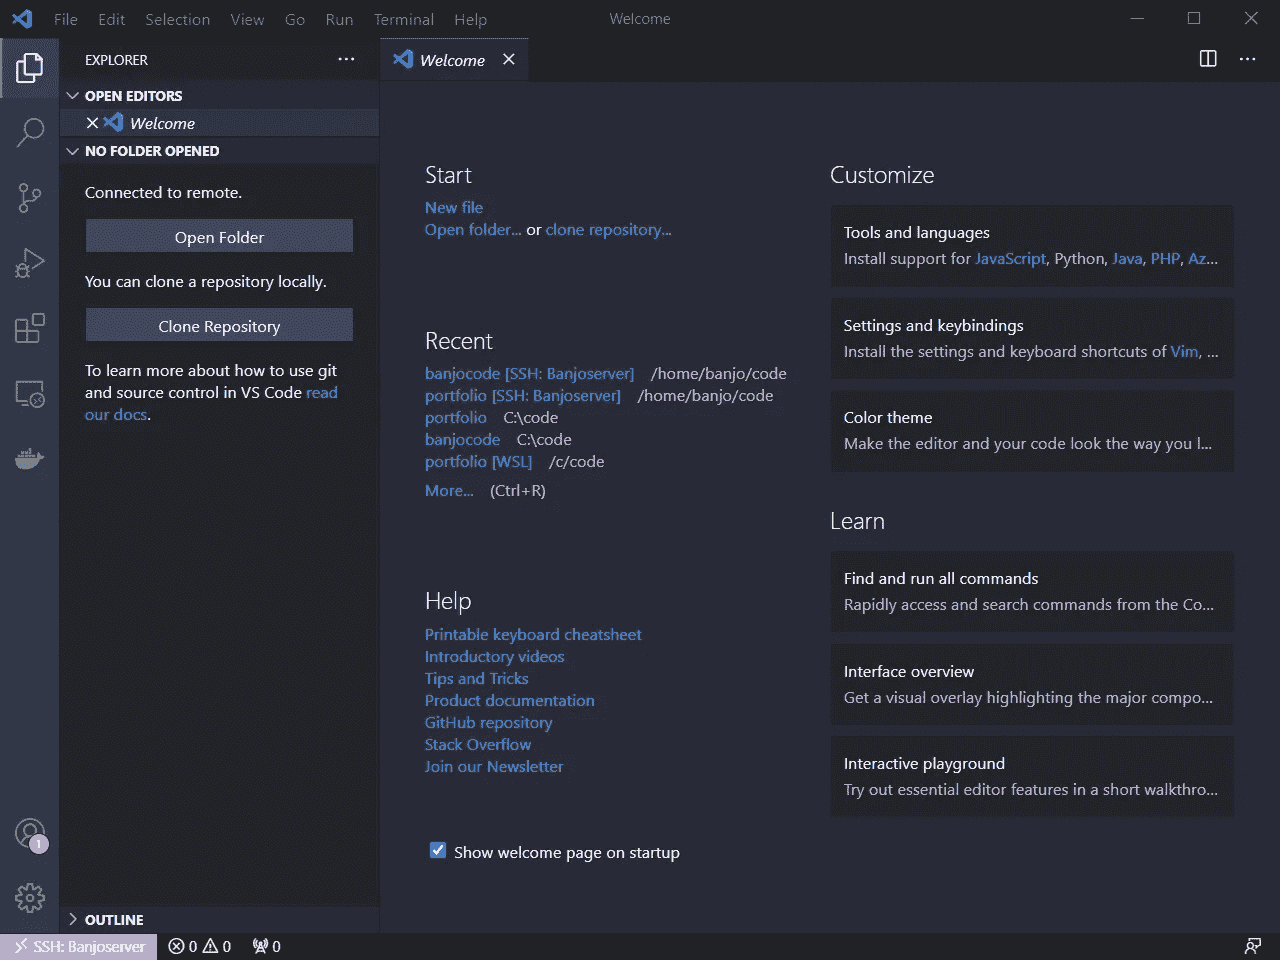 File Edit Selection View Go Run Terminal Help Welcome
EXPLORER
OPEN EDITORS
Welcome
NO FOLDER OPENED
Connected to remote.
Open Folder
You can clone a repository locally.
Clone Repository
To learn more about how to use git
and source control in VS Code read
our docs.
OUTLINE
Welcome
Start
New file
Open folder... or clone repository...
Recent
banjocode [SSH: Banjoserver] /home/banjo/code
portfolio [SSH: Banjoserver] /home/banjo/code
portfolio C:\code
banjocode C:\code
portfolio [WSL] /c/code
More... (Ctrl+R)
Help
Printable keyboard cheatsheet
Introductory videos
Tips and Tricks
Product documentation
GitHub repository
Stack Overflow
Join our Newsletter
Show welcome page on startup
Customize
Tools and languages
Install support for JavaScript, Python, Java, PHP, Az...
Settings and keybindings
Install the settings and keyboard shortcuts of Vim, ...
Color theme
Make the editor and your code look the way you l...
Learn
Find and run all commands
Rapidly access and search commands from the Co...
Interface overview
Get a visual overlay highlighting the major compo...
Interactive playground
Try out essential editor features in a short walkthro...
1
SSH: Banjoserver 0 0 0